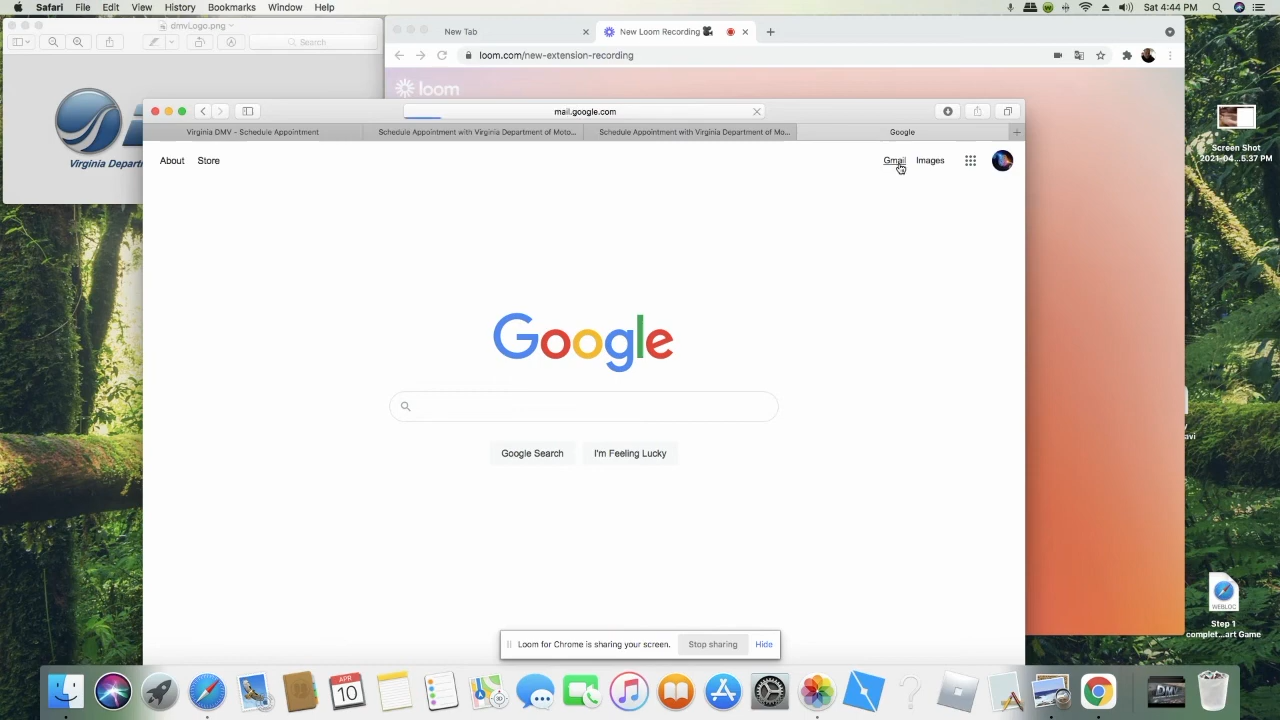 Safari File Edit View History Bookmarks Window Help
Sat 4:44 PM
dmvLogo.png
Search
New Tab
New Loom Recording
loom.com/new-extension-recording
loom
Virginia Depart
mail.google.com
Virginia DMV - Schedule Appointment
Schedule Appointment with Virginia Department of Moto...
Schedule Appointment with Virginia Department of Mo...
Google
About Store
Gmail Images
Google
Google Search
I'm Feeling Lucky
Loom for Chrome is sharing your screen. Stop sharing Hide
Screen Shot
2021-04...5.37 PM
avi
WEBLOC
Step 1
complet...art Game
APR
10
DMV